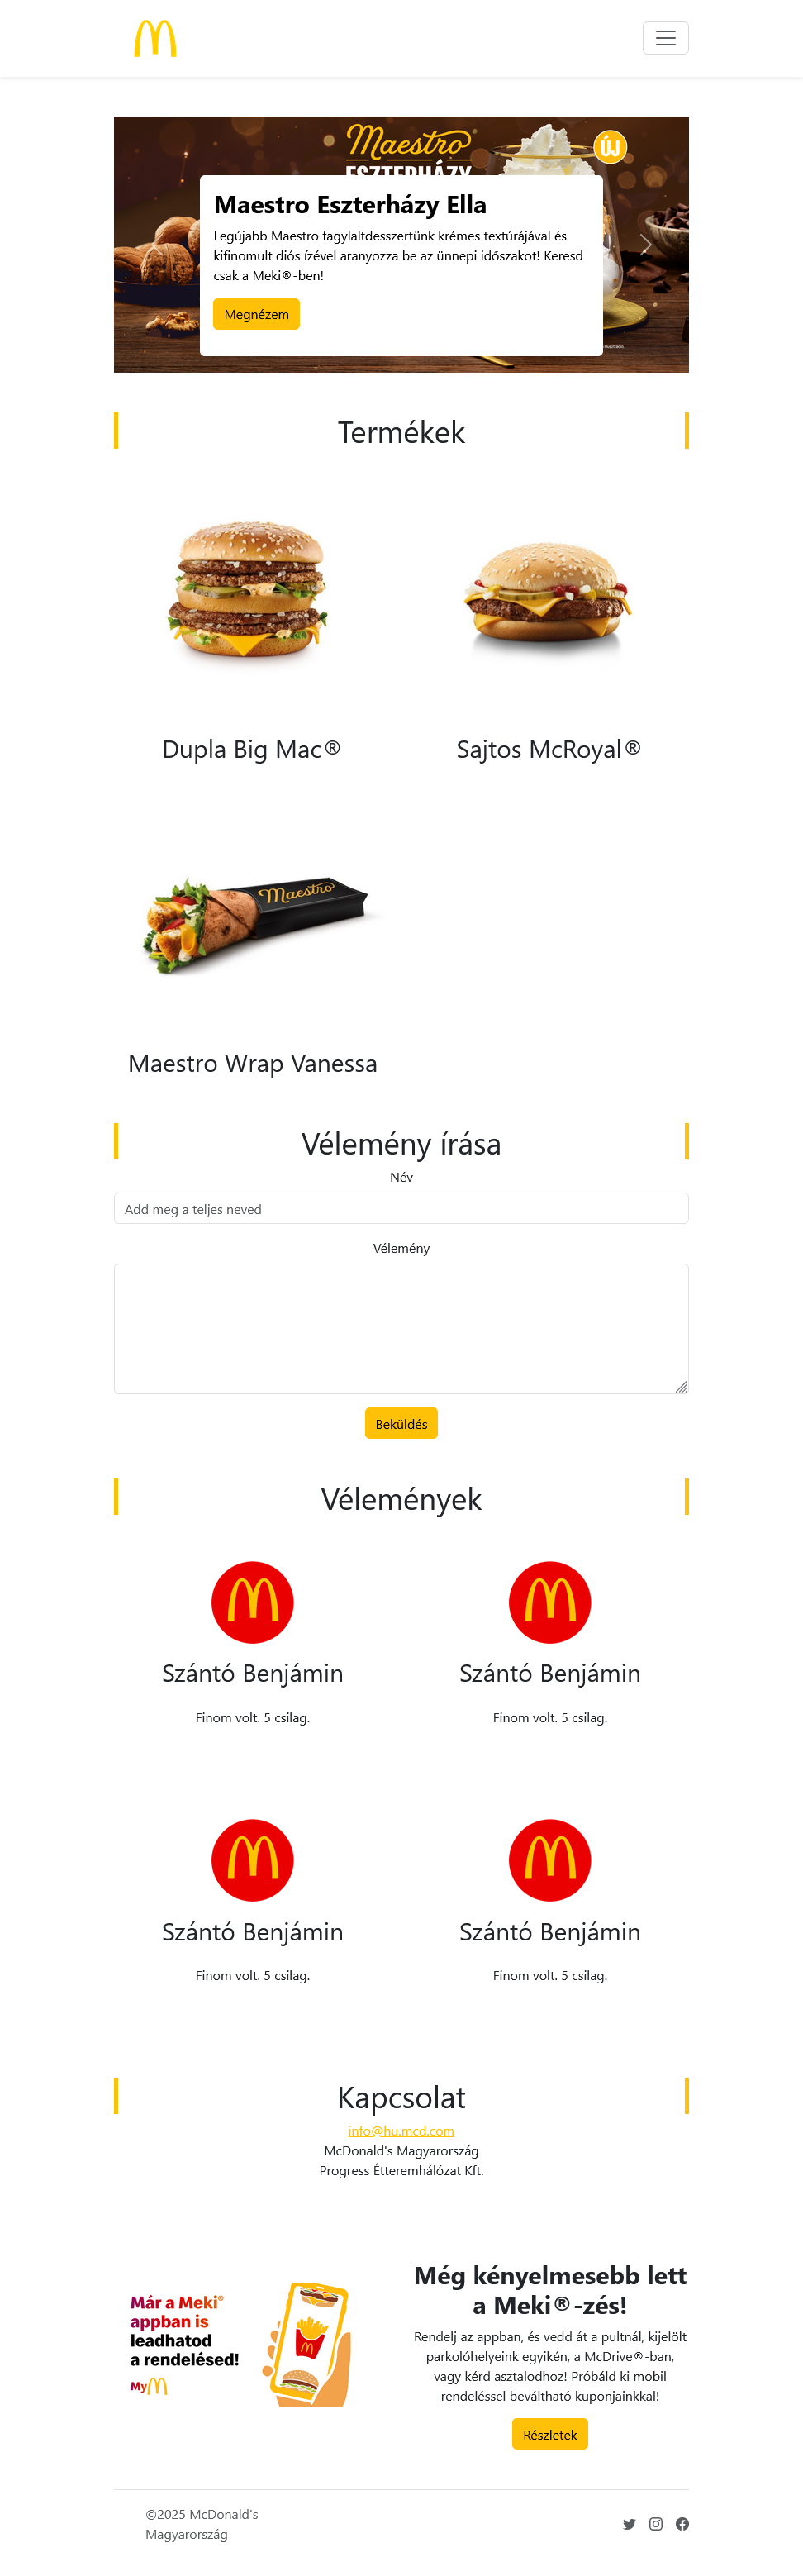 Maestro
ESZTERHÁZY
ÚJ
Maestro Eszterházy Ella
Legújabb Maestro fagylaltdesszertünk krémes textúrájával és
kifinomult diós ízével aranyozza be az ünnepi időszakot! Keresd
csak a Meki®-ben!
Megnézem
Termékek
Dupla Big Mac®
Sajtos McRoyal®
Maestro
Maestro Wrap Vanessa
Vélemény írása
Név
Add meg a teljes neved
Vélemény
Beküldés
Vélemények
Szántó Benjámin
Finom volt. 5 csilag.
Szántó Benjámin
Finom volt. 5 csilag.
Szántó Benjámin
Finom volt. 5 csilag.
Szántó Benjámin
Finom volt. 5 csilag.
Kapcsolat
info@hu.mcd.com
McDonald's Magyarország
Progress Étteremhálózat Kft.
Már a Meki®
appban is
leadhatod
a rendelésed!
My
Még kényelmesebb lett
a Meki®-zés!
Rendelj az appban, és vedd át a pultnál, kijelölt
parkolóhelyeink egyikén, a McDrive®-ban,
vagy kérd asztalodhoz! Próbáld ki mobil
rendeléssel beváltható kuponjainkkal!
Részletek
©2025 McDonald's
Magyarország